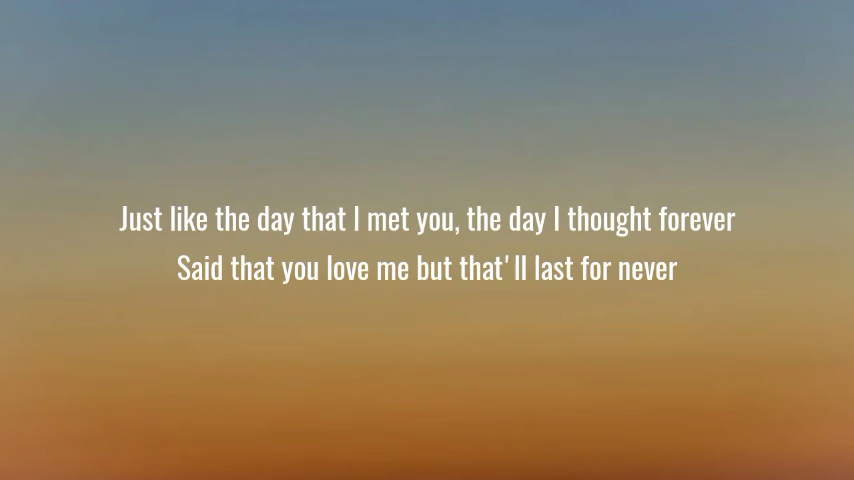 Just like the day that I met you, the day I thought forever
Said that you love me but that'll last for never